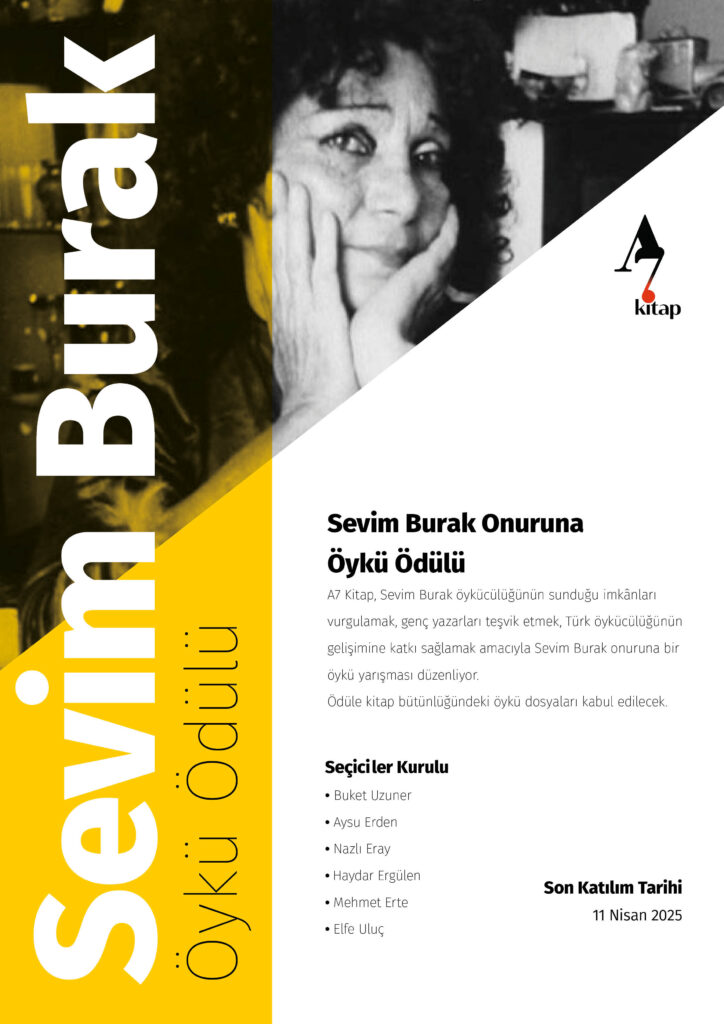 Sevim Burak
Öykü Ödülü
A7
kitap
Sevim Burak Onuruna
Öykü Ödülü
A7 Kitap, Sevim Burak öykücülüğünün sunduğu imkânları
vurgulamak, genç yazarları teşvik etmek, Türk öykücülüğünün
gelişimine katkı sağlamak amacıyla Sevim Burak onuruna bir
öykü yarışması düzenliyor.
Ödüle kitap bütünlüğündeki öykü dosyaları kabul edilecek.
Seçiciler Kurulu
• Buket Uzuner
• Aysu Erden
• Nazlı Eray
• Haydar Ergülen
• Mehmet Erte
• Elfe Uluç
Son Katılım Tarihi
11 Nisan 2025